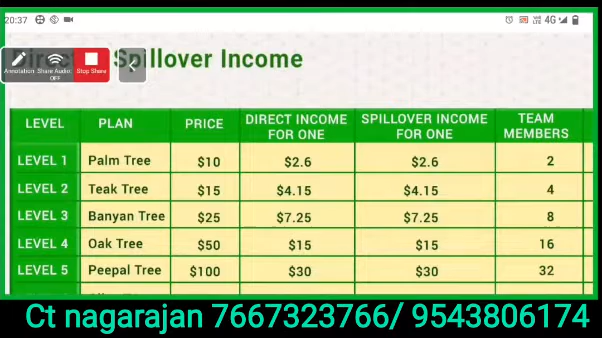 20:37 4G
Spillover Income
Annotation Share Audio: OFF Stop Share
LEVEL PLAN PRICE DIRECT INCOME FOR ONE SPILLOVER INCOME FOR ONE TEAM MEMBERS
LEVEL 1 Palm Tree $10 $2.6 $2.6 2
LEVEL 2 Teak Tree $15 $4.15 $4.15 4
LEVEL 3 Banyan Tree $25 $7.25 $7.25 8
LEVEL 4 Oak Tree $50 $15 $15 16
LEVEL 5 Peepal Tree $100 $30 $30 32
Ct nagarajan 7667323766/ 9543806174